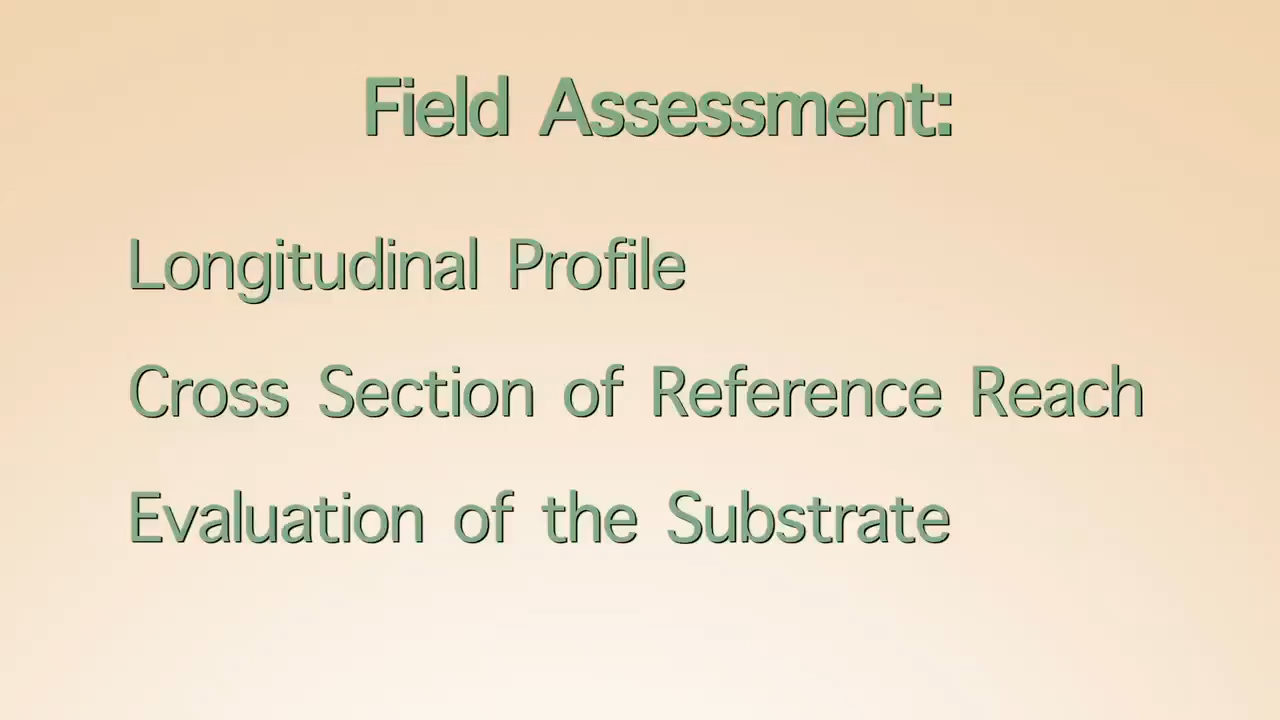 Field Assessment:
Longitudinal Profile
Cross Section of Reference Reach
Evaluation of the Substrate